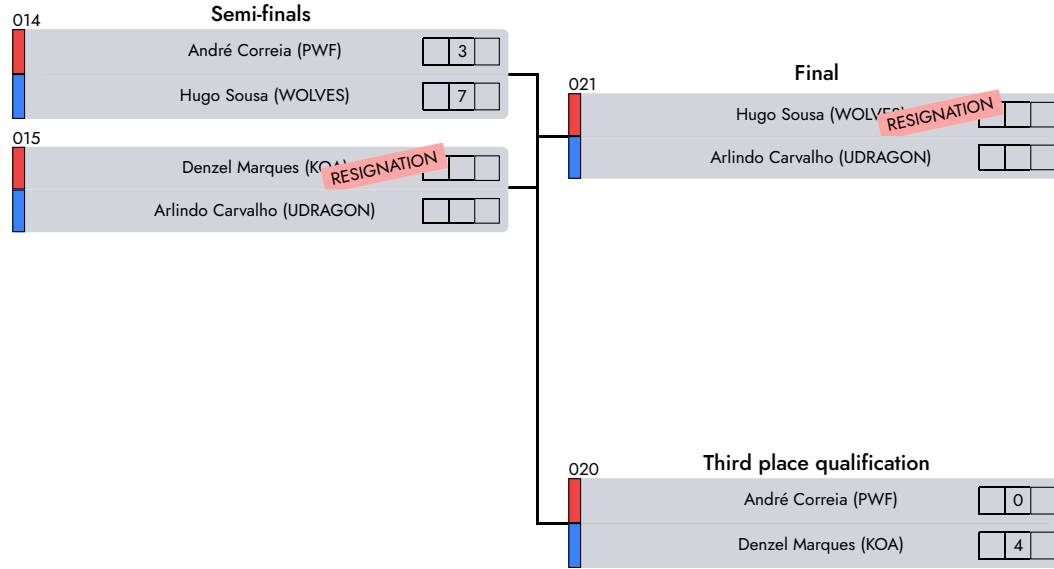 Semi-finals
014
André Correia (PWF) 3
Hugo Sousa (WOLVES) 7
015
Denzel Marques (KOA)
RESIGNATION
Arlindo Carvalho (UDRAGON)
Final
021
Hugo Sousa (WOLVES)
RESIGNATION
Arlindo Carvalho (UDRAGON)
Third place qualification
020
André Correia (PWF) 0
Denzel Marques (KOA) 4